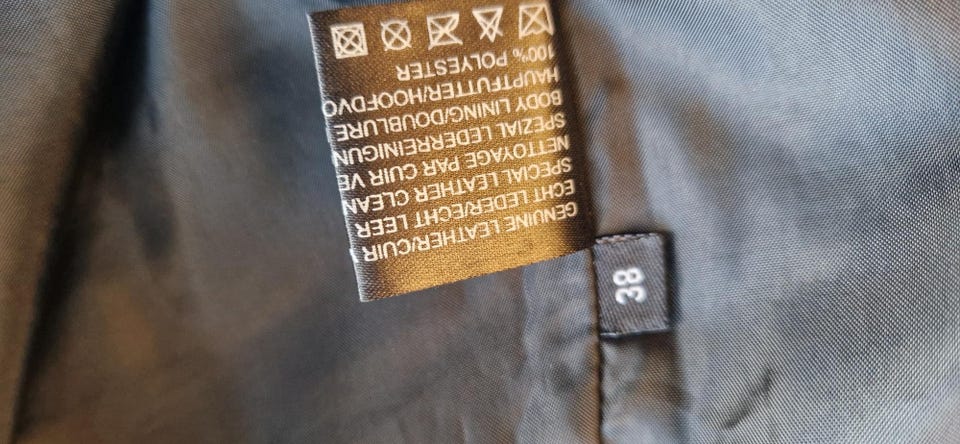 GENUINE LEATHER/CUIR
ECHT LEDER/ECHT LEER
SPECIAL LEATHER CLEAN
NETTOYAGE PAR CUIR VE
SPEZIAL LEDERREINIGUN
BODY LINING/DOUBLURE
HAUPTFUTTER/HOOFDVO
100% POLYESTER
38